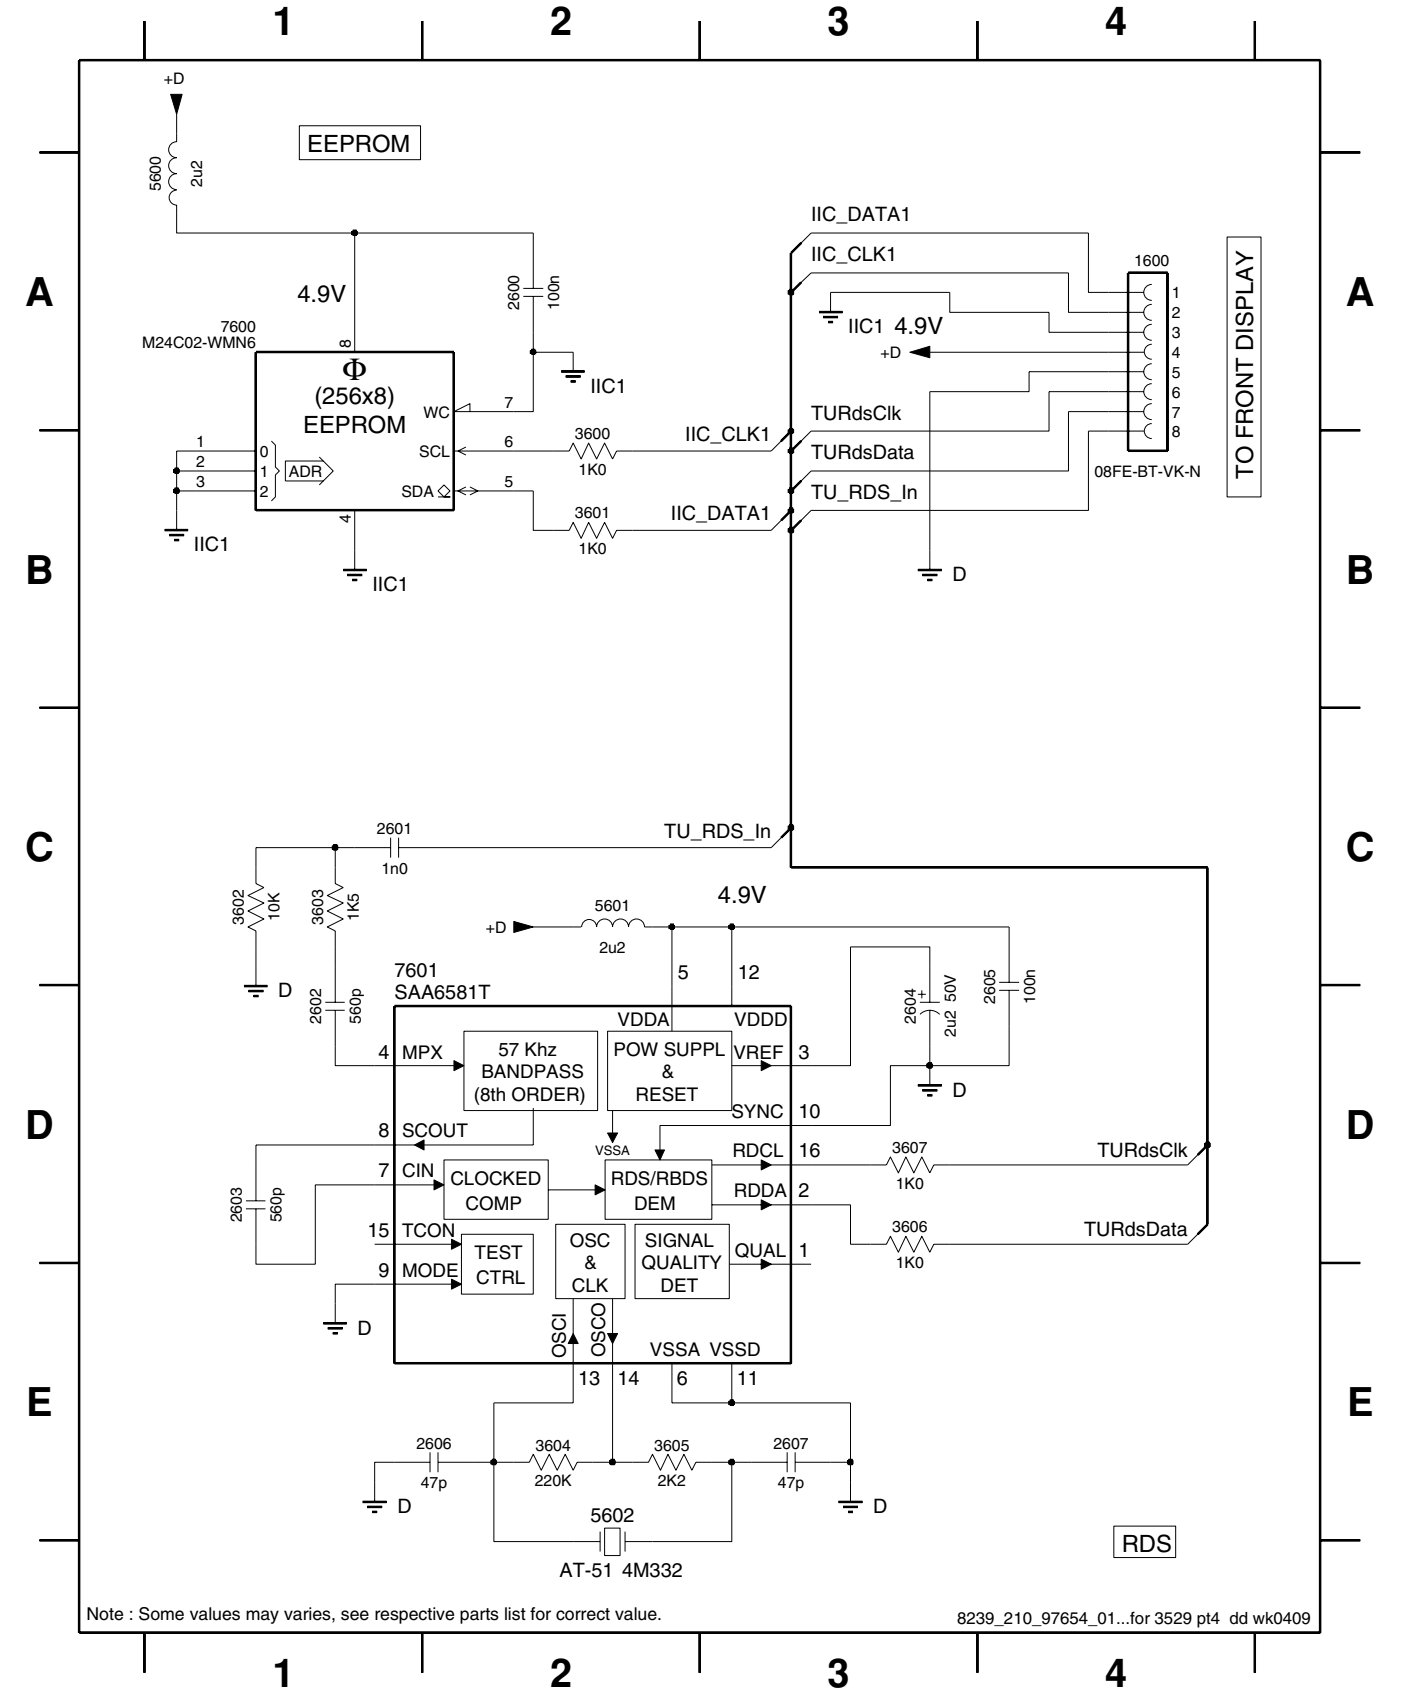 1 2 3 4
+D
EEPROM
5600
2u2
IIC_DATA1
IIC_CLK1
1600
A
4.9V
2600
100n
1
2
3
4
5
6
7
8
IIC1 4.9V
+D
TO FRONT DISPLAY
A
7600
M24C02-WMN6
8
Φ
(256x8)
EEPROM
IIC1
WC 7
TURdsClk
IIC_CLK1
3600
1K0
SCL 6
TURdsData
08FE-BT-VK-N
1 0
2 1
3 2
ADR
SDA 5
TU_RDS_In
IIC_DATA1
3601
1K0
4
IIC1
IIC1
D
B
B
C
2601
1n0
TU_RDS_In
C
3602
10K
3603
1K5
4.9V
+D
5601
2u2
5
12
D
7601
SAA6581T
2602
560p
2604
+
2u2 50V
2605
100n
VDDA VDDD
4 MPX
57 Khz
BANDPASS
(8th ORDER)
POW SUPPL
&
RESET
VREF 3
D
SYNC 10
D
8 SCOUT
VSSA
RDCL 16
3607
1K0
TURdsClk
D
7 CIN
CLOCKED
COMP
RDS/RBDS
DEM
RDDA 2
2603
560p
15 TCON
TEST
CTRL
OSC
&
CLK
SIGNAL
QUALITY
DET
QUAL 1
3606
1K0
TURdsData
9 MODE
D
OSCI
OSCO
VSSA VSSD
13 14 6 11
E
E
2606
47p
3604
220K
3605
2K2
2607
47p
D
D
5602
AT-51 4M332
RDS
Note : Some values may varies, see respective parts list for correct value.
8239_210_97654_01...for 3529 pt4 dd wk0409
1 2 3 4